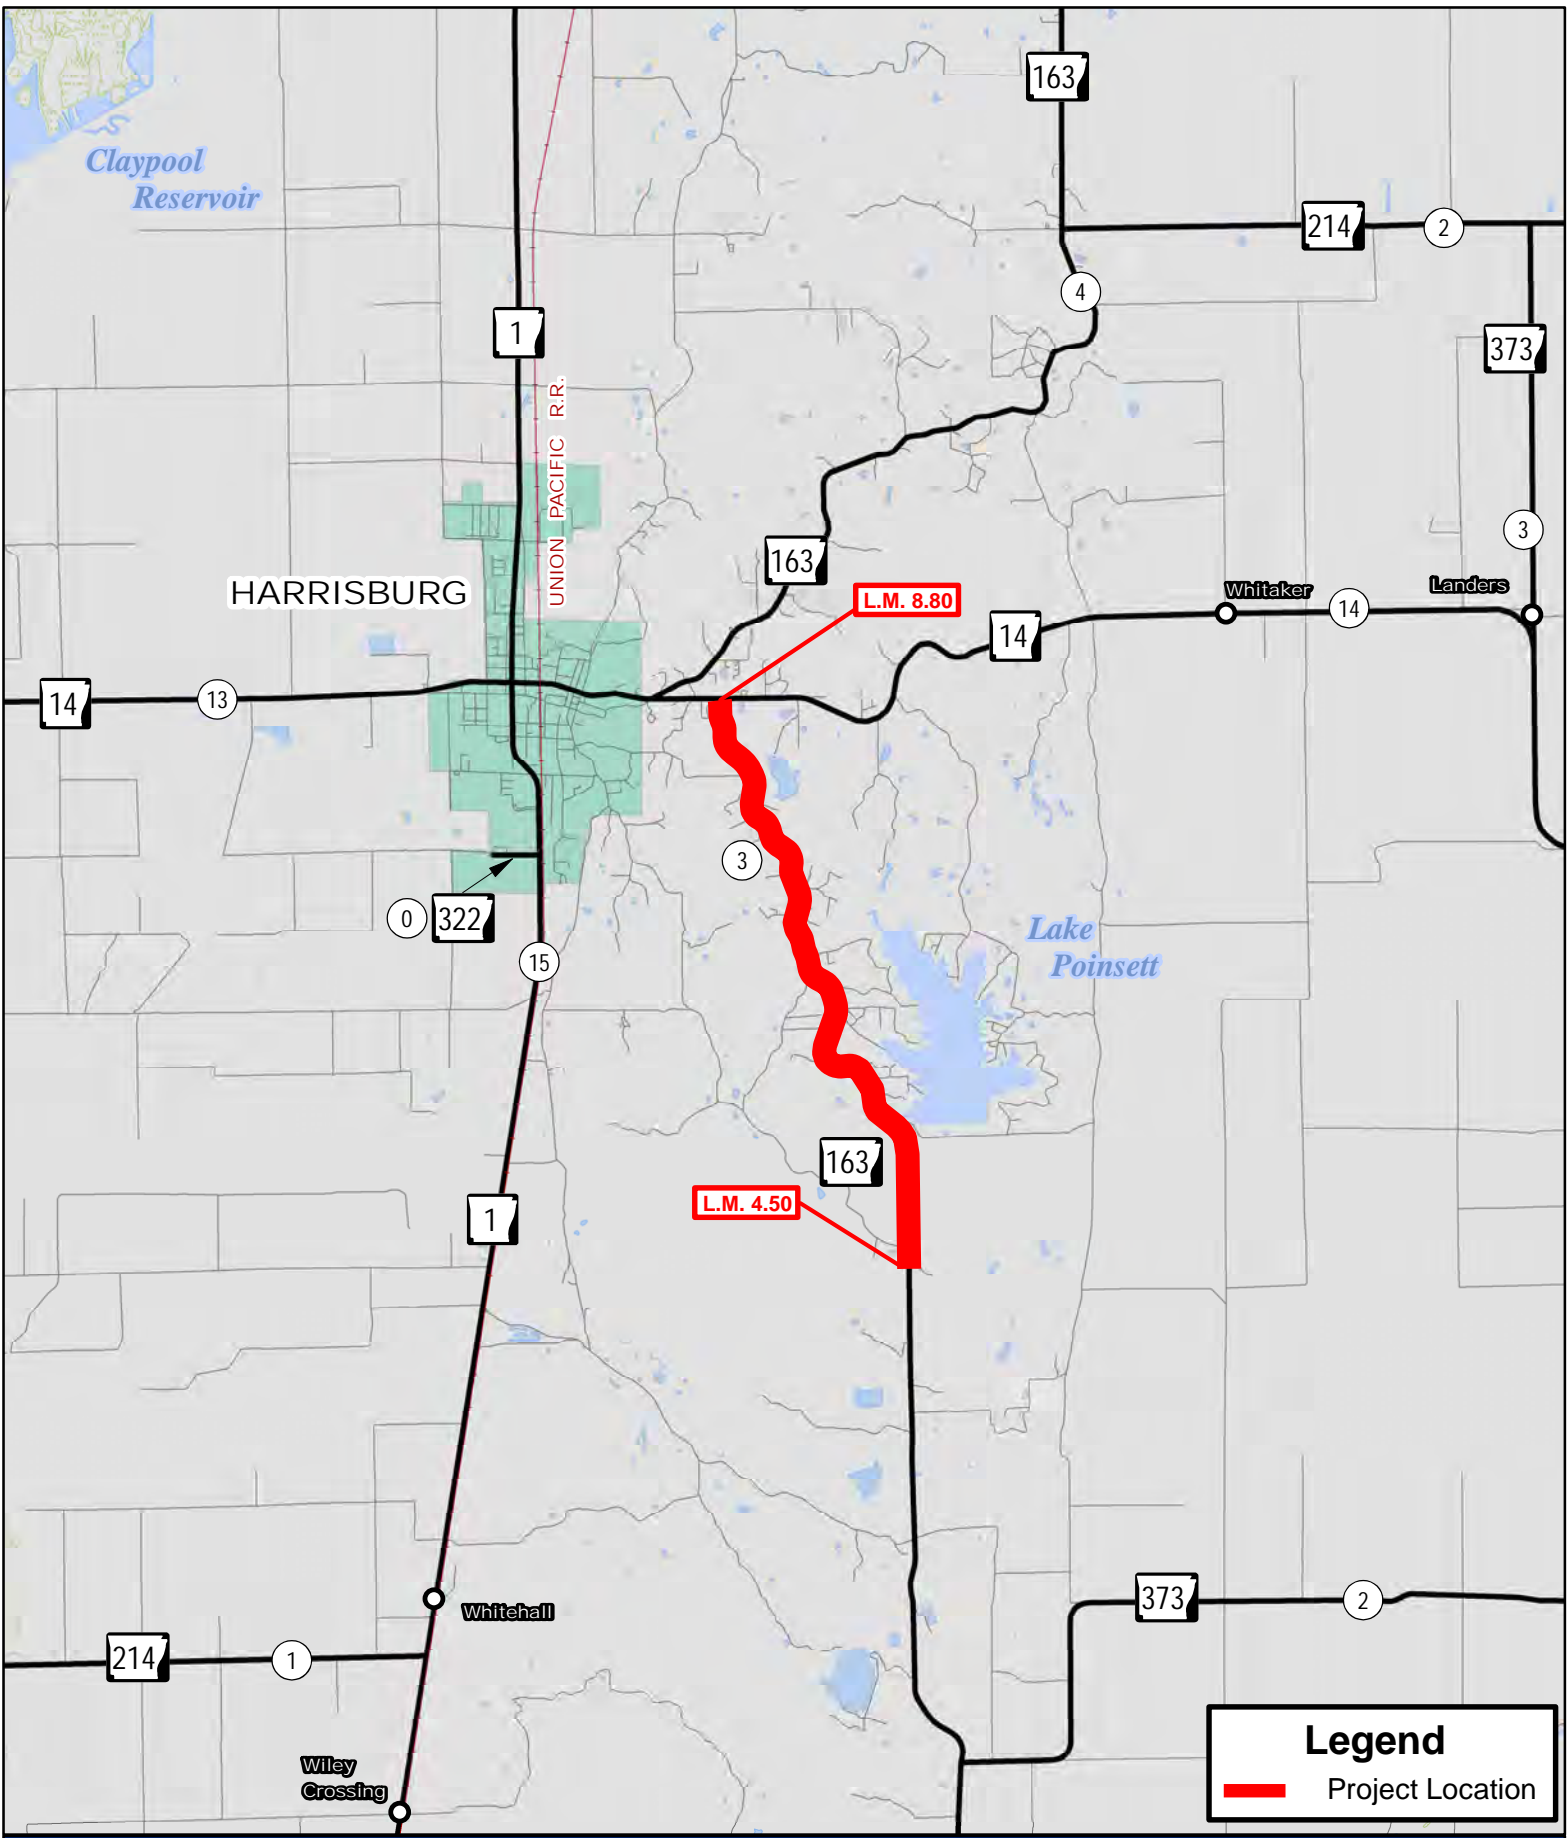 163
Claypool
Reservoir
214
2
4
1
373
UNION PACIFIC R.R.
3
163
HARRISBURG
L.M. 8.80
Whitaker
Landers
14
14
14
13
3
0
322
Lake
Poinsett
15
163
L.M. 4.50
1
373
2
Whitehall
214
1
Wiley
Crossing
Legend
Project Location